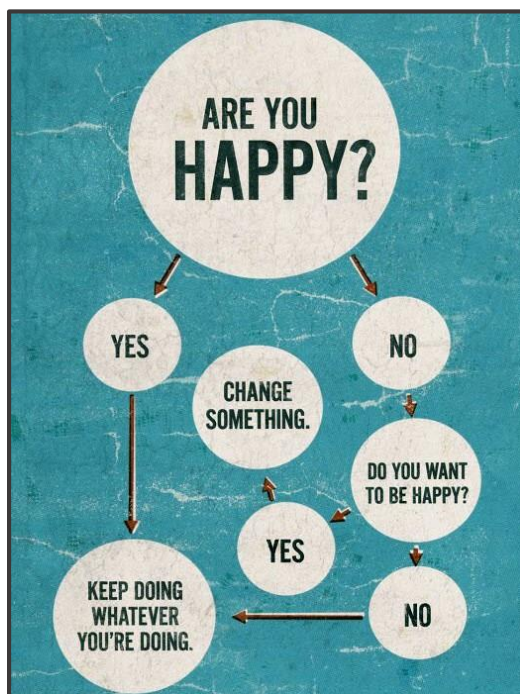 ARE YOU
HAPPY?
YES
NO
CHANGE
SOMETHING.
DO YOU WANT
TO BE HAPPY?
YES
KEEP DOING
WHATEVER
YOU'RE DOING.
NO